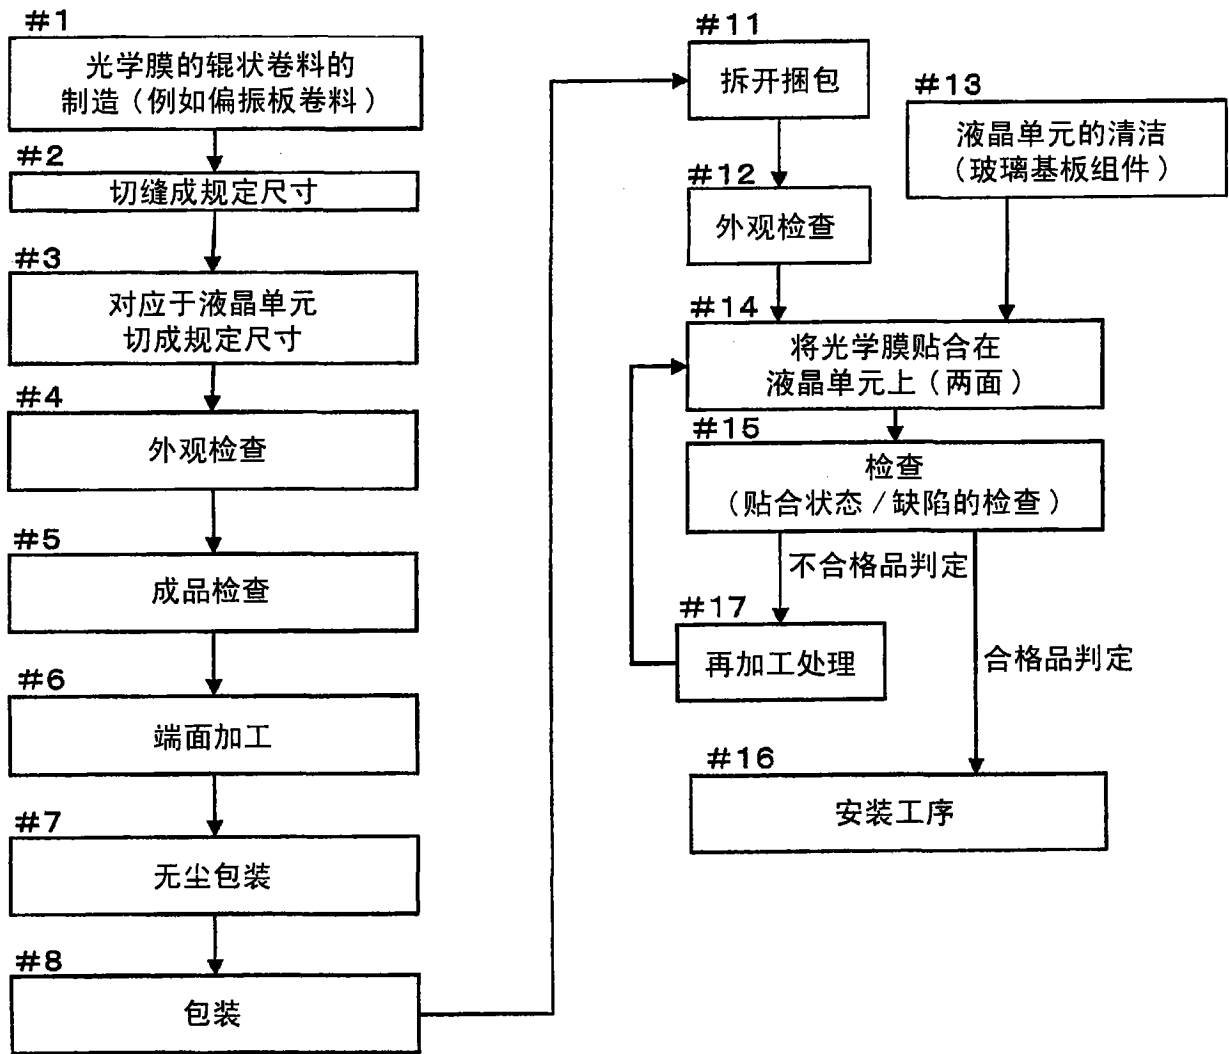 #1
光学膜的辊状卷料的
制造(例如偏振板卷料)
#2
切缝成规定尺寸
#3
对应于液晶单元
切成规定尺寸
#4
外观检查
#5
成品检查
#6
端面加工
#7
无尘包装
#8
包装
#11
拆开捆包
#12
外观检查
#13
液晶单元的清洁
(玻璃基板组件)
#14
将光学膜贴合在
液晶单元上(两面)
#15
检查
(贴合状态/缺陷的检查)
不合格品判定
#17
再加工处理
合格品判定
#16
安装工序